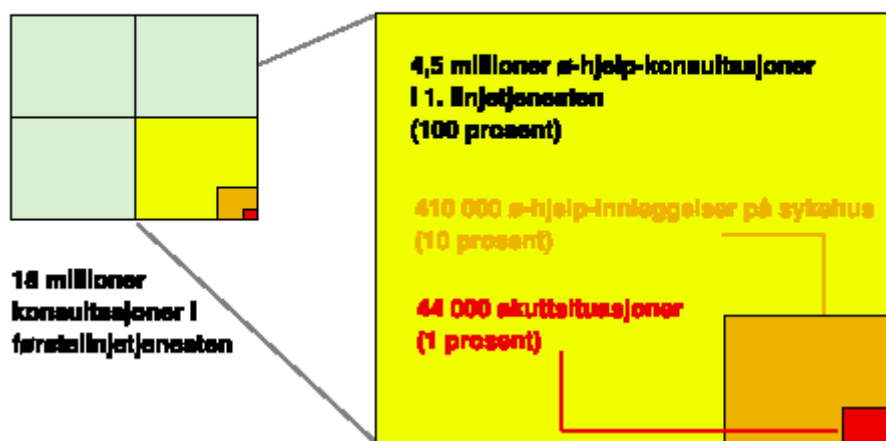 4,5 millioner ø-hjelp-konsultasjoner
i 1. linjetjenesten
(100 prosent)
410 000 ø-hjelp-innleggelser på sykehus
(10 prosent)
44 000 akuttsituasjoner
(1 prosent)
18 millioner
konsultasjoner i
førstelinjetjenesten